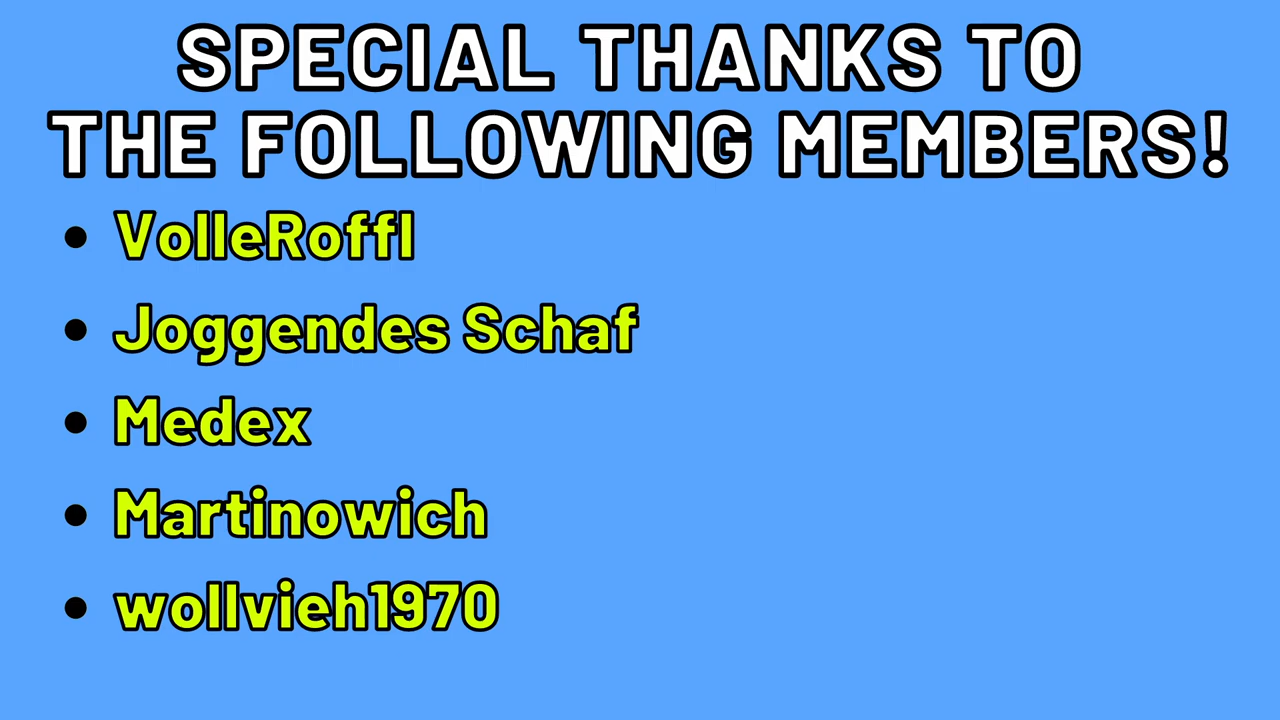 SPECIAL THANKS TO
THE FOLLOWING MEMBERS!
• VolleRoffl
• Joggendes Schaf
• Medex
• Martinowich
• wollvieh1970